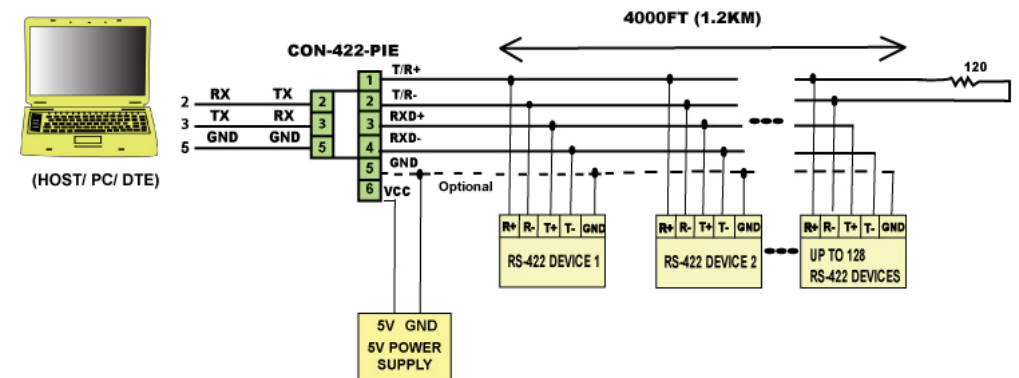 4000FT (1.2KM)
CON-422-PIE
120
T/R+
1
2 RX TX 2
T/R-
2
3 TX RX 3
RXD+
3
5 GND GND 5
RXD-
4
GND
5
Optional
6 VCC
(HOST/ PC/ DTE)
R+ R- T+ T- GND
RS-422 DEVICE 1
R+ R- T+ T- GND
RS-422 DEVICE 2
R+ R- T+ T- GND
UP TO 128
RS-422 DEVICES
5V GND
5V POWER
SUPPLY